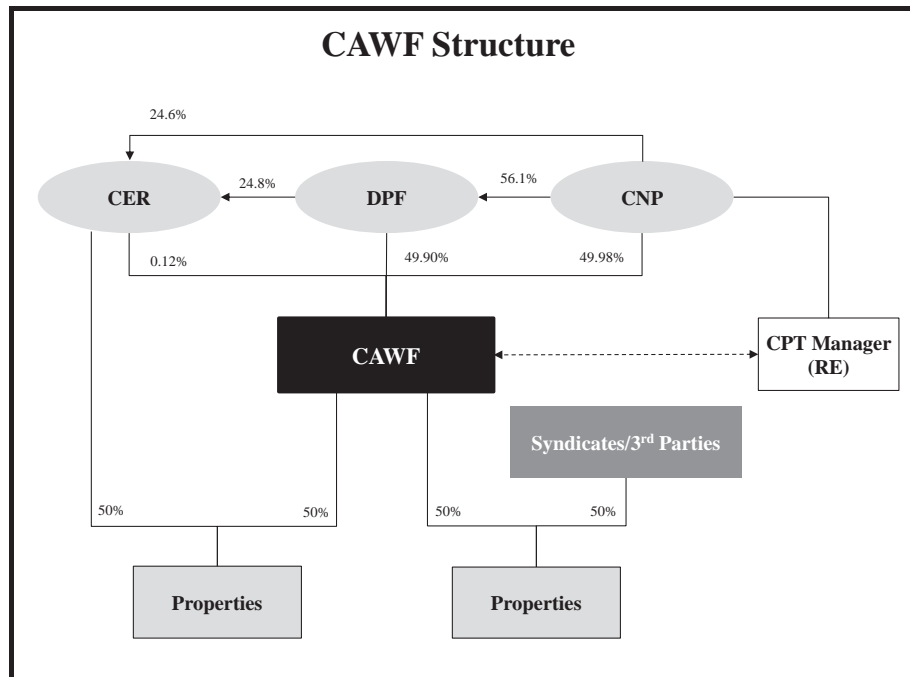 CAWF Structure
24.6%
CER
24.8%
DPF
56.1%
CNP
0.12%
49.90%
49.98%
CAWF
CPT Manager
(RE)
Syndicates/3rd Parties
50%
50%
50%
50%
Properties
Properties